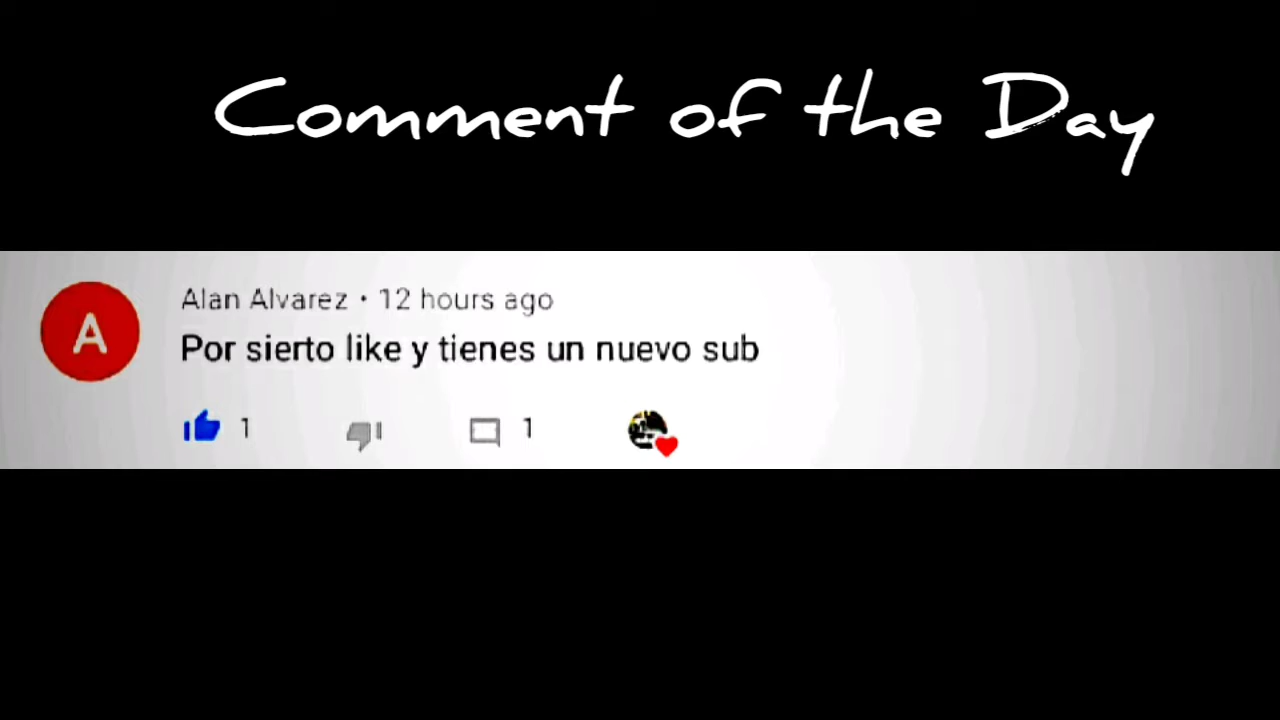 Comment of the Day
Alan Alvarez • 12 hours ago
Por sierto like y tienes un nuevo sub
1 1
A